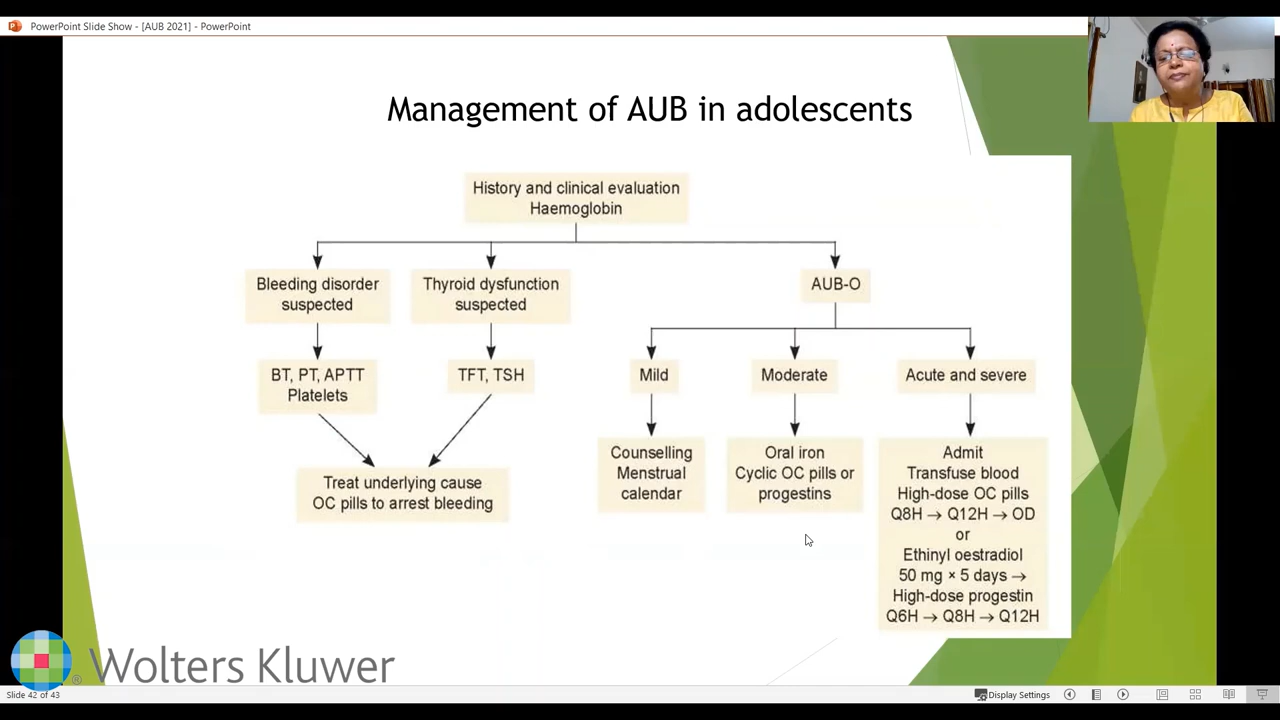 PowerPoint Slide Show - [AUB 2021] - PowerPoint
Management of AUB in adolescents
History and clinical evaluation
Haemoglobin
Bleeding disorder
suspected
Thyroid dysfunction
suspected
AUB-O
BT, PT, APTT
Platelets
TFT, TSH
Mild
Moderate
Acute and severe
Treat underlying cause
OC pills to arrest bleeding
Counselling
Menstrual
calendar
Oral iron
Cyclic OC pills or
progestins
Admit
Transfuse blood
High-dose OC pills
Q8H → Q12H → OD
or
Ethinyl oestradiol
50 mg × 5 days →
High-dose progestin
Q6H → Q8H → Q12H
Wolters Kluwer
Slide 42 of 43
Display Settings